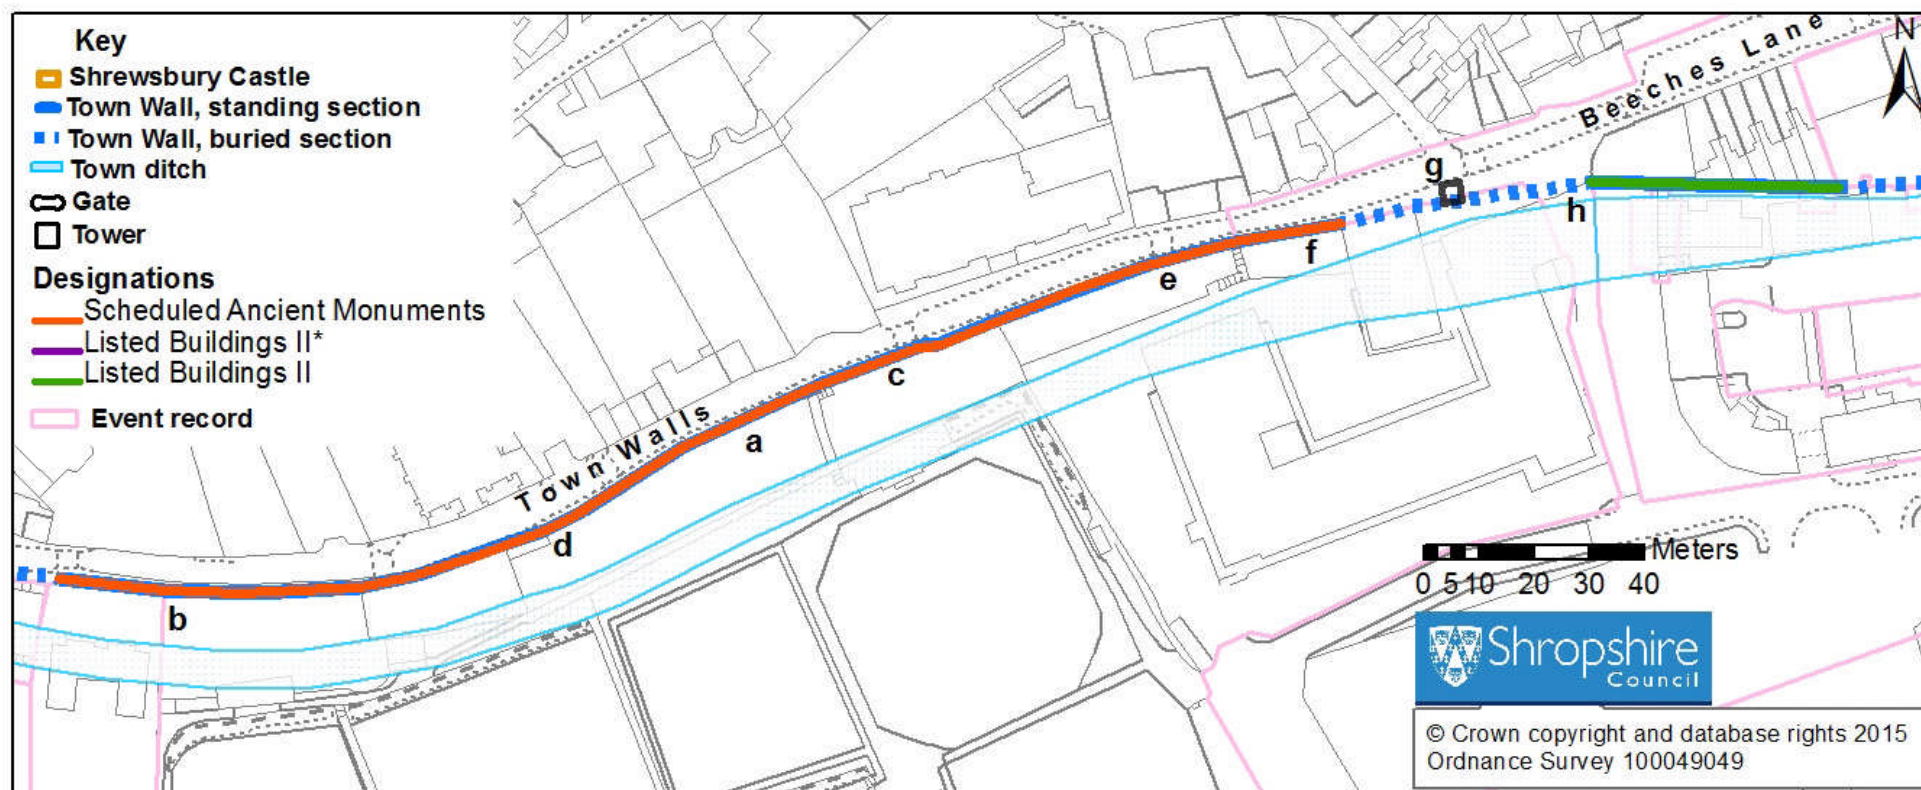 Key
Shrewsbury Castle
Town Wall, standing section
Town Wall, buried section
Town ditch
Gate
Tower
Designations
Scheduled Ancient Monuments
Listed Buildings II*
Listed Buildings II
Event record
Beeches Lane
N
g
h
f
e
c
Town Walls
a
d
b
Meters
0 5 10 20 30 40
Shropshire
Council
© Crown copyright and database rights 2015
Ordnance Survey 100049049